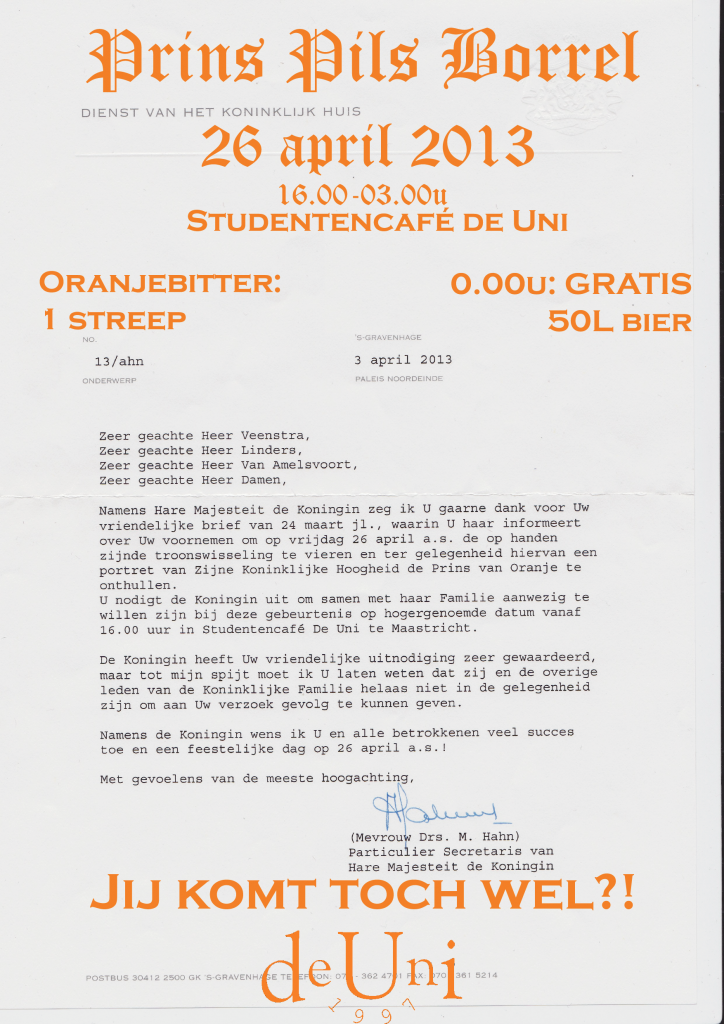 Prins Pils Borrel
DIENST VAN HET KONINKLIJK HUIS
26 april 2013
16.00-03.00u
STUDENTENCAFÉ DE UNI
ORANJEBITTER:
1 STREEP
0.00U: GRATIS
50L BIER
NO.
13/ahn
ONDERWERP
'S-GRAVENHAGE
3 april 2013
PALEIS NOORDEINDE
Zeer geachte Heer Veenstra,
Zeer geachte Heer Linders,
Zeer geachte Heer Van Amelsvoort,
Zeer geachte Heer Damen,
Namens Hare Majesteit de Koningin zeg ik U gaarne dank voor Uw
vriendelijke brief van 24 maart jl., waarin U haar informeert
over Uw voornemen om op vrijdag 26 april a.s. de op handen
zijnde troonswisseling te vieren en ter gelegenheid hiervan een
portret van Zijne Koninklijke Hoogheid de Prins van Oranje te
onthullen.
U nodigt de Koningin uit om samen met haar Familie aanwezig te
willen zijn bij deze gebeurtenis op hogergenoemde datum vanaf
16.00 uur in Studentencafé De Uni te Maastricht.
De Koningin heeft Uw vriendelijke uitnodiging zeer gewaardeerd,
maar tot mijn spijt moet ik U laten weten dat zij en de overige
leden van de Koninklijke Familie helaas niet in de gelegenheid
zijn om aan Uw verzoek gevolg te kunnen geven.
Namens de Koningin wens ik U en alle betrokkenen veel succes
toe en een feestelijke dag op 26 april a.s.!
Met gevoelens van de meeste hoogachting,
(Mevrouw Drs. M. Hahn)
Particulier Secretaris van
Hare Majesteit de Koningin
JIJ KOMT TOCH WEL?!
de Uni
POSTBUS 30412 2500 GK 'S-GRAVENHAGE TELEFOON: 362 FAX: 361 5214
1997